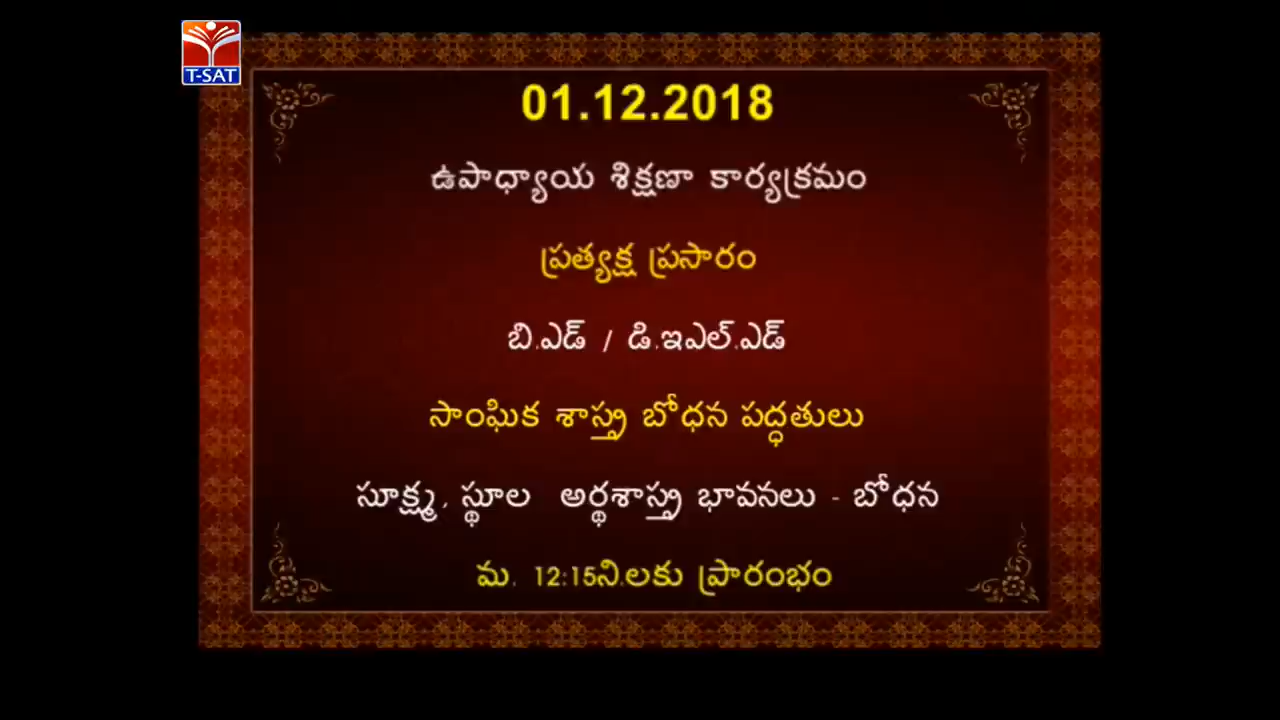 T-SAT
01.12.2018
ఉపాధ్యాయ శిక్షణా కార్యక్రమం
ప్రత్యక్ష ప్రసారం
బి.ఎడ్ / డి.ఇఎల్.ఎడ్
సాంఘిక శాస్త్ర బోధన పద్ధతులు
సూక్ష్మ, స్థూల అర్థశాస్త్ర భావనలు - బోధన
మ. 12:15ని.లకు ప్రారంభం